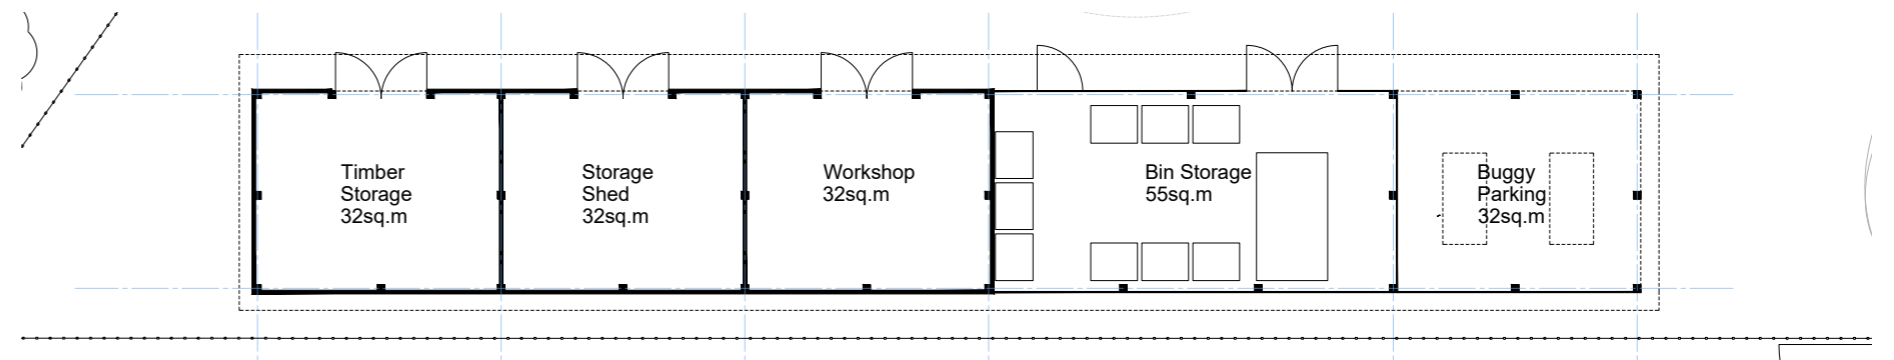 Timber
Storage
32sq.m
Storage
Shed
32sq.m
Workshop
32sq.m
Bin Storage
55sq.m
Buggy
Parking
32sq.m